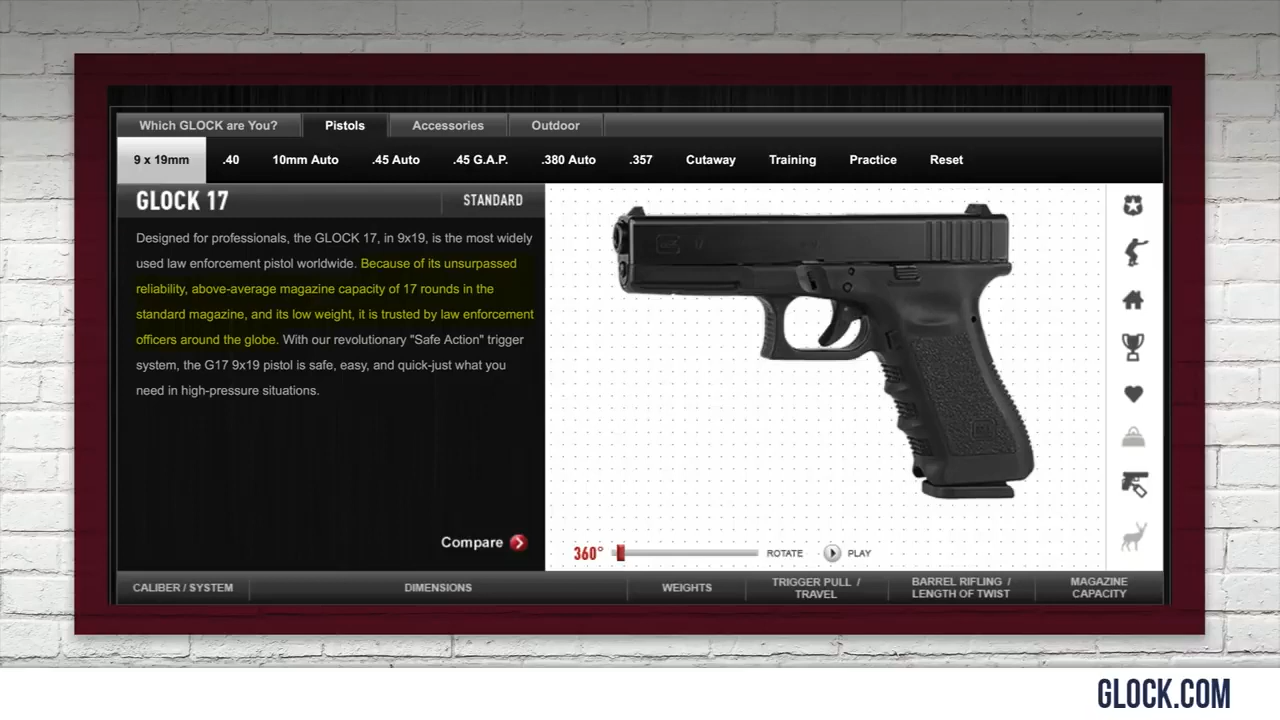 Which GLOCK are You? Pistols Accessories Outdoor
9 x 19mm .40 10mm Auto .45 Auto .45 G.A.P. .380 Auto .357 Cutaway Training Practice Reset
GLOCK 17 STANDARD
Designed for professionals, the GLOCK 17, in 9x19, is the most widely
used law enforcement pistol worldwide. Because of its unsurpassed
reliability, above-average magazine capacity of 17 rounds in the
standard magazine, and its low weight, it is trusted by law enforcement
officers around the globe. With our revolutionary "Safe Action" trigger
system, the G17 9x19 pistol is safe, easy, and quick-just what you
need in high-pressure situations.
Compare
360° ROTATE PLAY
CALIBER / SYSTEM DIMENSIONS WEIGHTS TRIGGER PULL / TRAVEL BARREL RIFLING / LENGTH OF TWIST MAGAZINE CAPACITY
GLOCK.COM